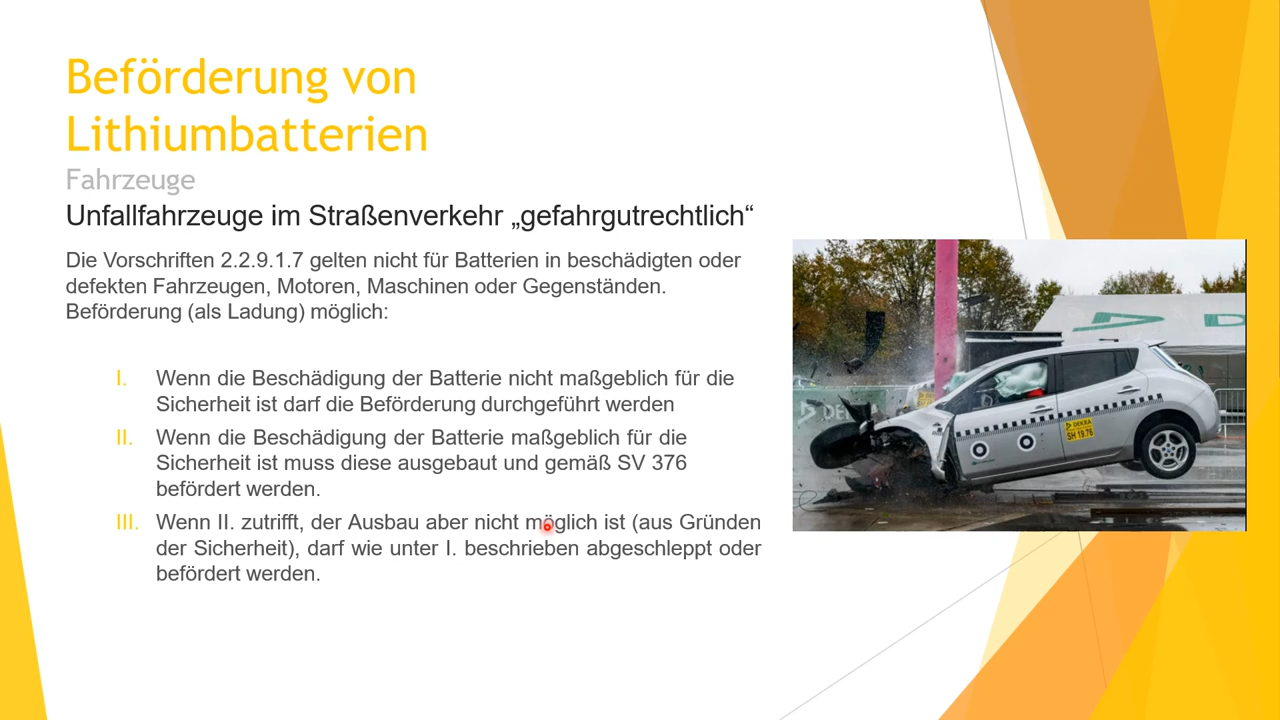 Beförderung von
Lithiumbatterien
Fahrzeuge
Unfallfahrzeuge im Straßenverkehr „gefahrgutrechtlich“
Die Vorschriften 2.2.9.1.7 gelten nicht für Batterien in beschädigten oder
defekten Fahrzeugen, Motoren, Maschinen oder Gegenständen.
Beförderung (als Ladung) möglich:
I. Wenn die Beschädigung der Batterie nicht maßgeblich für die
Sicherheit ist darf die Beförderung durchgeführt werden
II. Wenn die Beschädigung der Batterie maßgeblich für die
Sicherheit ist muss diese ausgebaut und gemäß SV 376
befördert werden.
III. Wenn II. zutrifft, der Ausbau aber nicht möglich ist (aus Gründen
der Sicherheit), darf wie unter I. beschrieben abgeschleppt oder
befördert werden.
DEKRA
SH 19.76